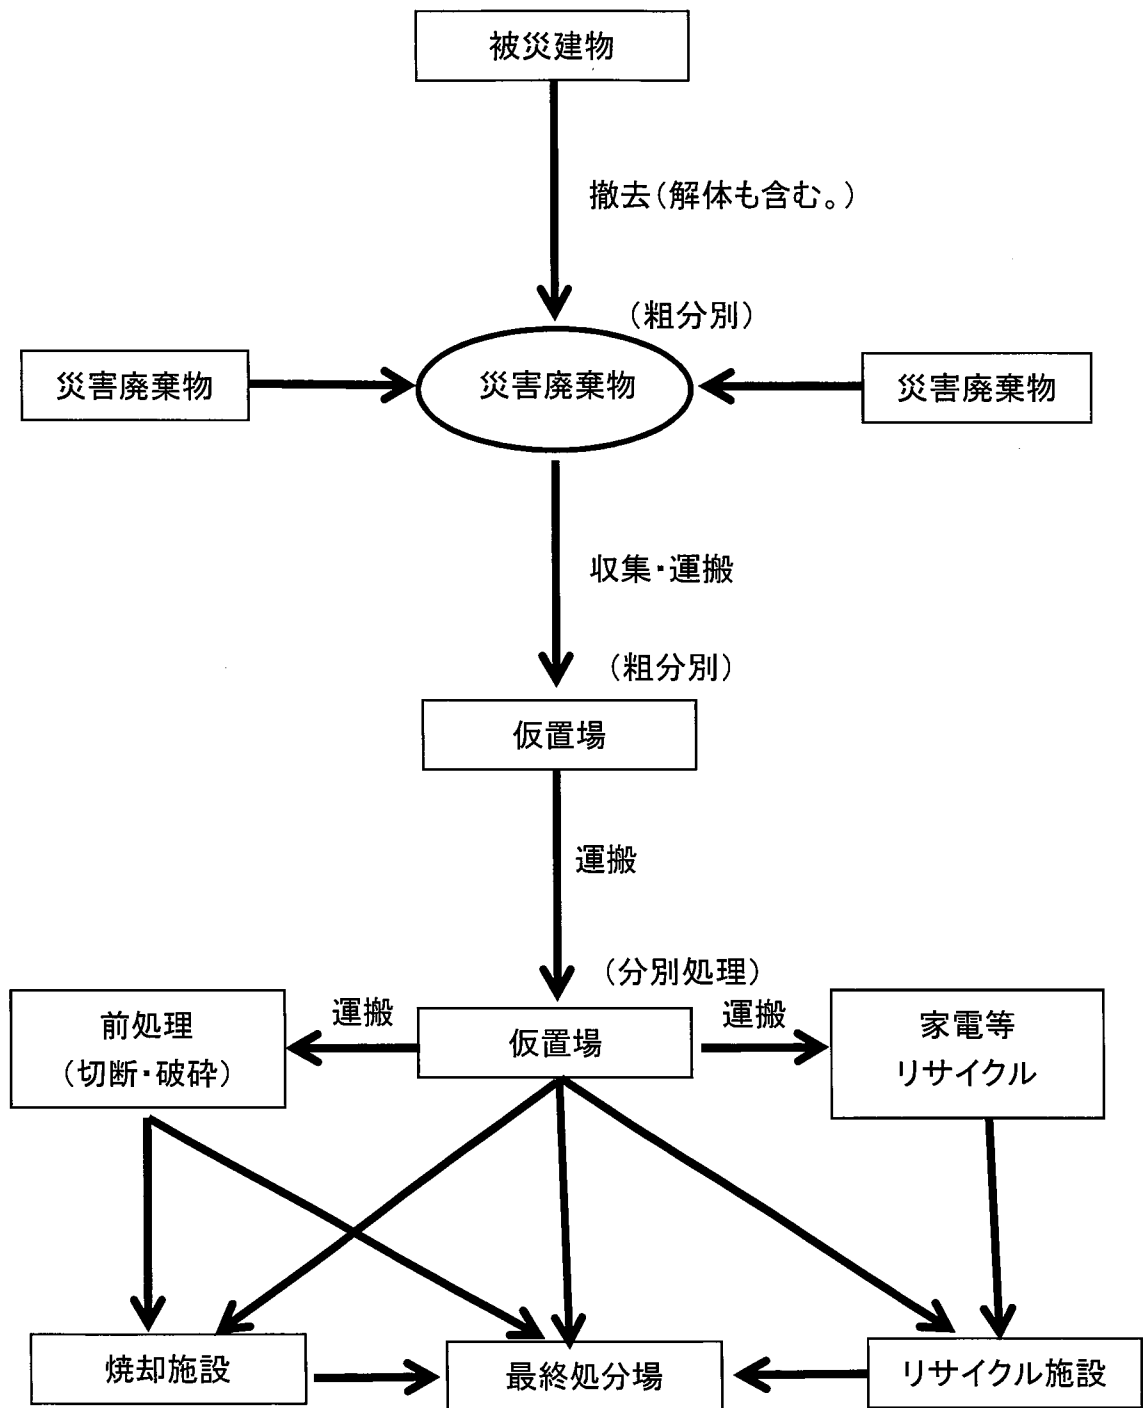 被災建物
撤去(解体も含む。)
(粗分別)
災害廃棄物
災害廃棄物
災害廃棄物
収集・運搬
(粗分別)
仮置場
運搬
(分別処理)
前処理
(切断・破砕)
運搬
仮置場
運搬
家電等
リサイクル
焼却施設
最終処分場
リサイクル施設